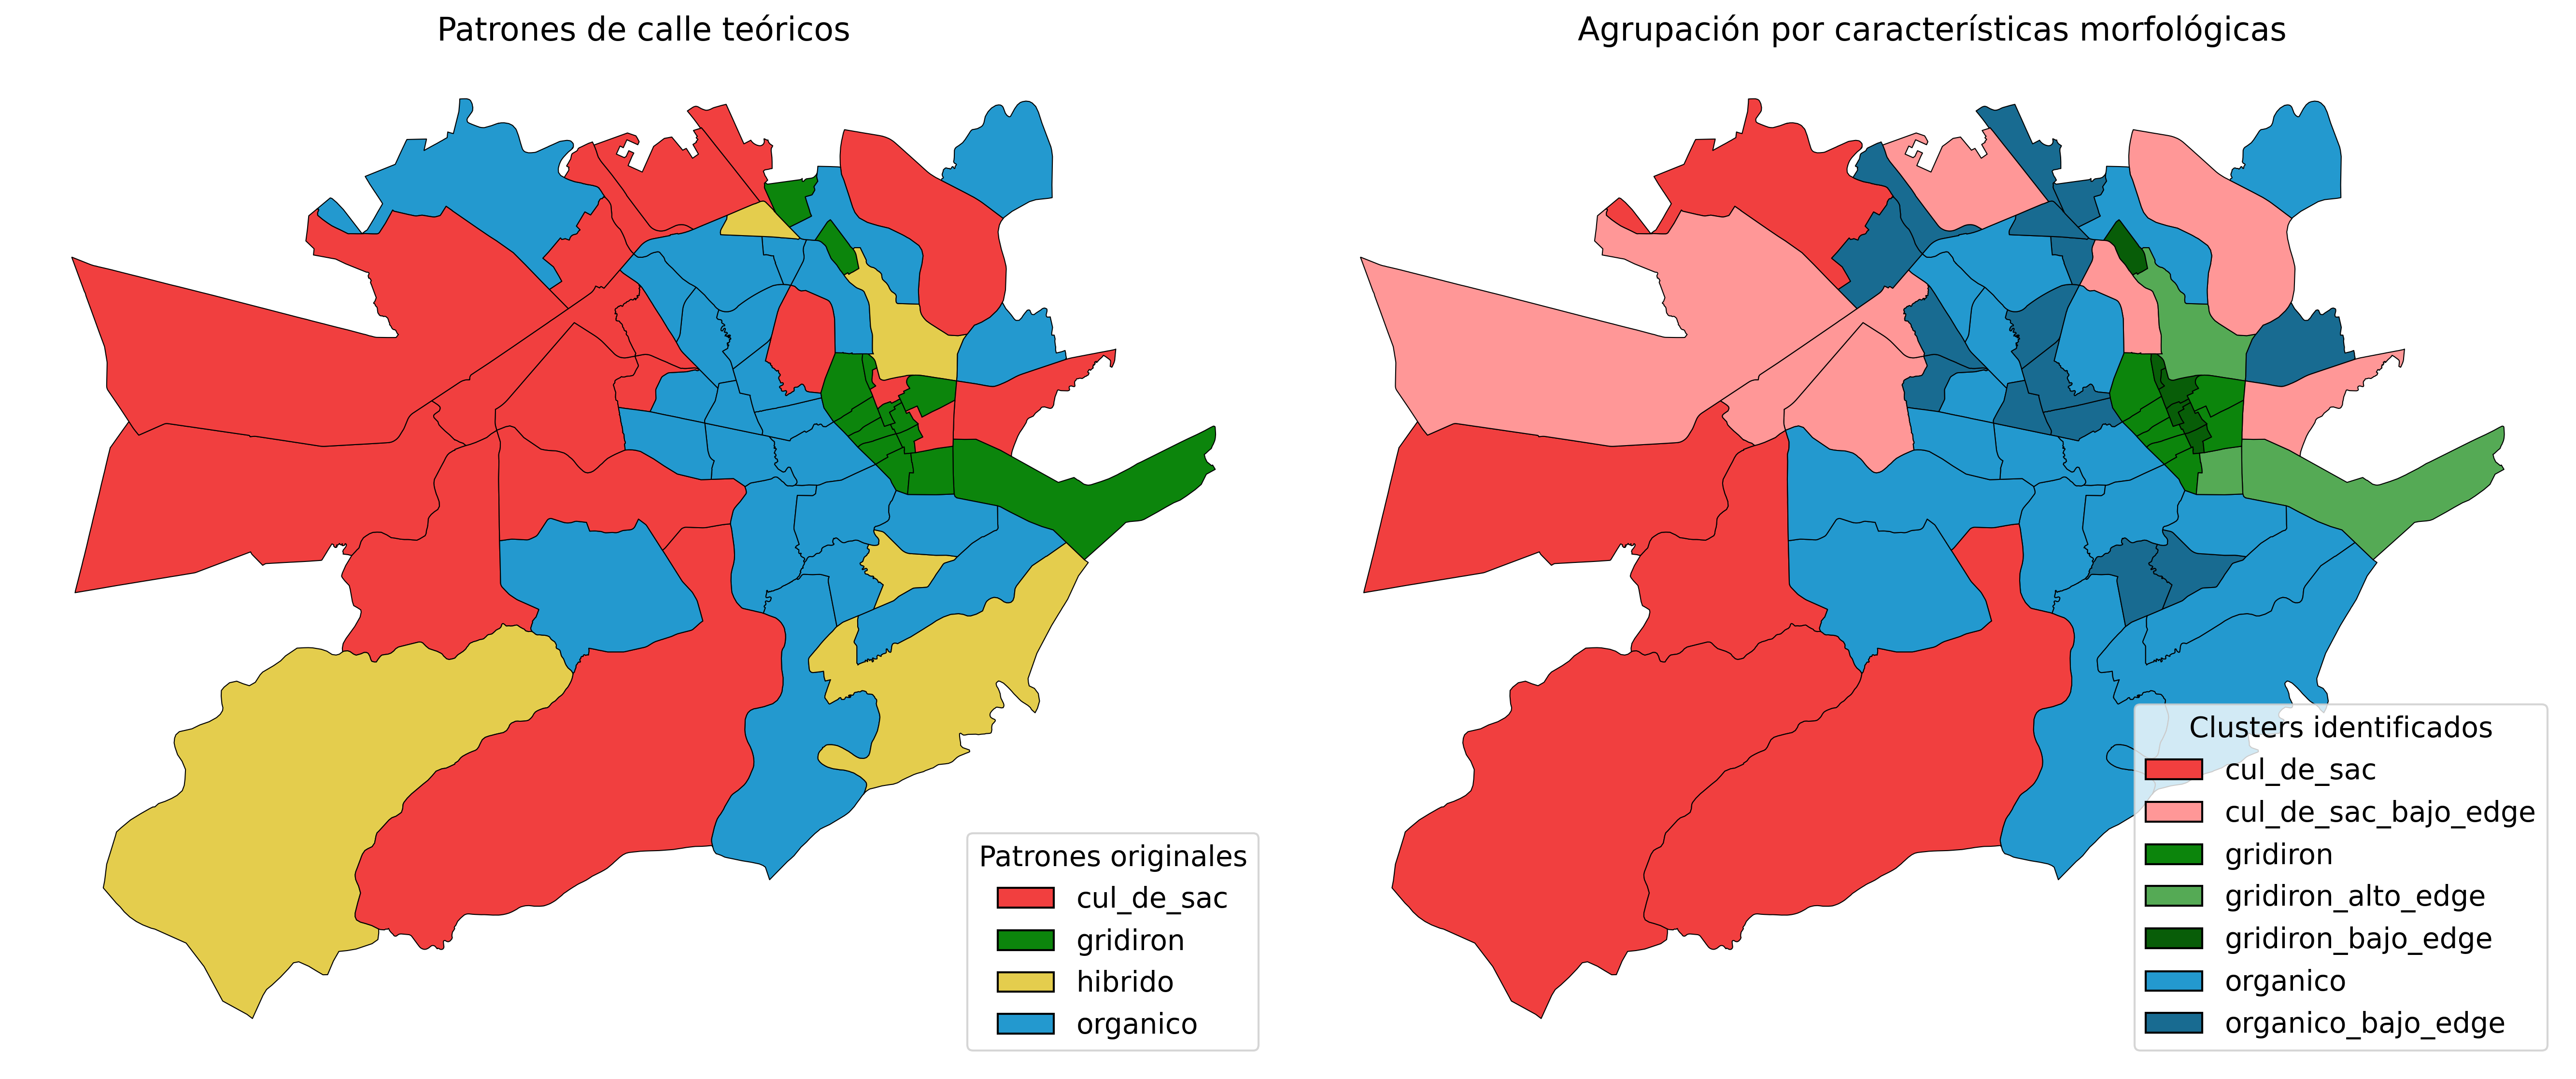 Patrones de calle teóricos
Agrupación por características morfológicas
Patrones originales
cul_de_sac
gridiron
hibrido
organico
Clusters identificados
cul_de_sac
cul_de_sac_bajo_edge
gridiron
gridiron_alto_edge
gridiron_bajo_edge
organico
organico_bajo_edge